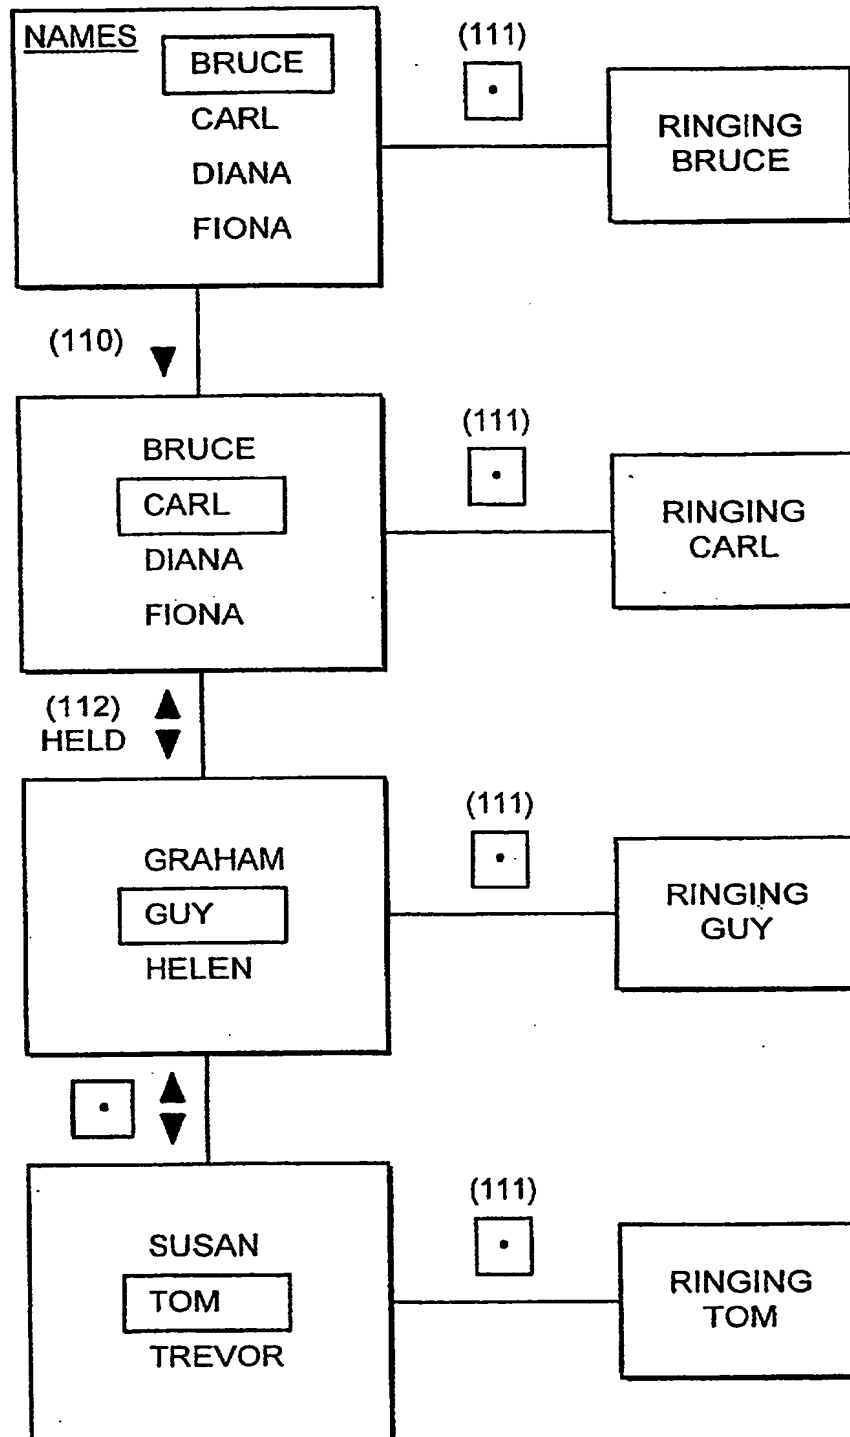 NAMES
BRUCE
CARL
DIANA
FIONA
(111)
RINGING
BRUCE
(110)
BRUCE
CARL
DIANA
FIONA
(111)
RINGING
CARL
(112)
HELD
GRAHAM
GUY
HELEN
(111)
RINGING
GUY
SUSAN
TOM
TREVOR
(111)
RINGING
TOM